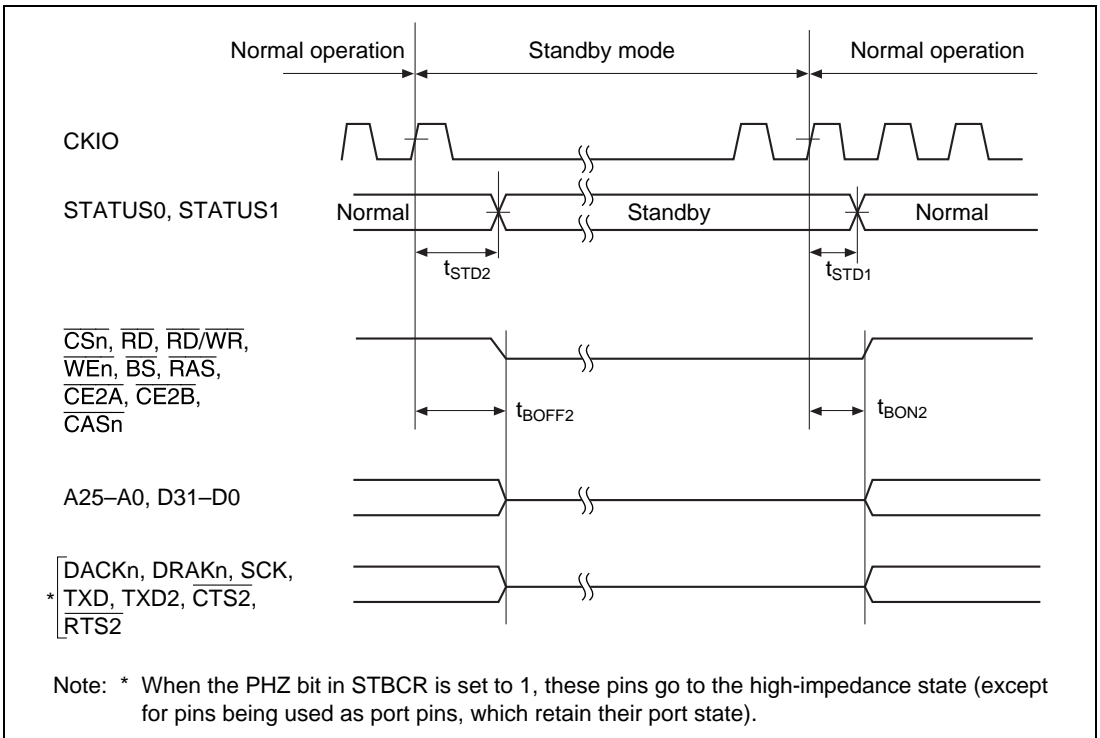 Normal operation
Standby mode
Normal operation
CKIO
STATUS0, STATUS1
Normal
Standby
Normal
tSTD2
tSTD1
CSn, RD, RD/WR,
WEn, BS, RAS,
CE2A, CE2B,
CASn
tBOFF2
tBON2
A25–A0, D31–D0
DACKn, DRAKn, SCK,
* TXD, TXD2, CTS2,
RTS2
Note: * When the PHZ bit in STBCR is set to 1, these pins go to the high-impedance state (except
for pins being used as port pins, which retain their port state).